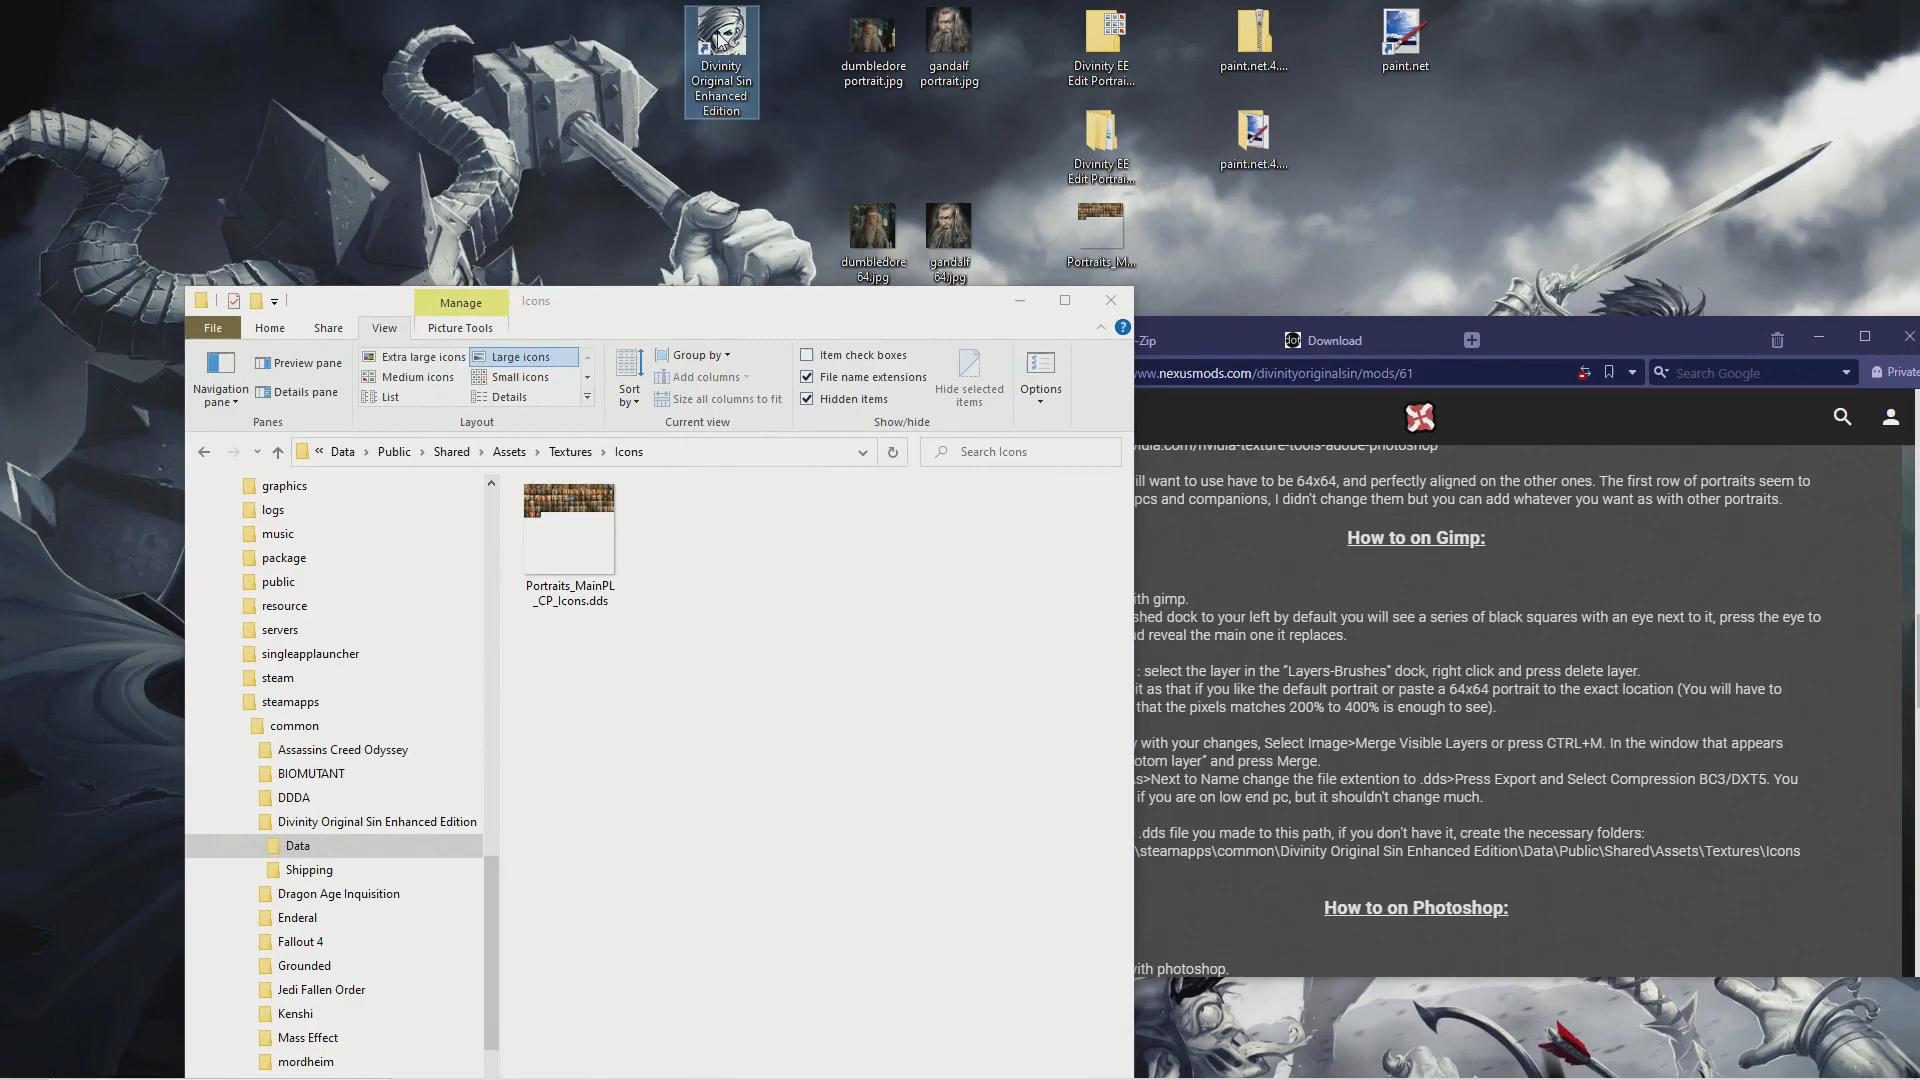 Divinity
Original Sin
Enhanced
Edition
dumbledore
portrait.jpg
gandalf
portrait.jpg
Divinity EE
Edit Portrai...
paint.net.4....
paint.net
Divinity EE
Edit Portrai...
paint.net.4....
dumbledore
64.jpg
gandalf
64.jpg
Portraits_M...
Manage
Icons
File
Home
Share
View
Picture Tools
Navigation
pane
Preview pane
Details pane
Panes
Extra large icons
Large icons
Medium icons
Small icons
List
Details
Layout
Sort
by
Group by
Add columns
Size all columns to fit
Current view
Item check boxes
File name extensions
Hidden items
Hide selected
items
Show/hide
Options
« Data > Public > Shared > Assets > Textures > Icons
Search Icons
graphics
logs
music
package
public
resource
servers
singleapplauncher
steam
steamapps
common
Assassins Creed Odyssey
BIOMUTANT
DDDA
Divinity Original Sin Enhanced Edition
Data
Shipping
Dragon Age Inquisition
Enderal
Fallout 4
Grounded
Jedi Fallen Order
Kenshi
Mass Effect
mordheim
Portraits_MainPL
_CP_Icons.dds
-Zip
dot
Download
ww.nexusmods.com/divinityoriginalsin/mods/61
Search Google
Private
vidia.com/nvidia-texture-tools-adobe-photoshop
ill want to use have to be 64x64, and perfectly aligned on the other ones. The first row of portraits seem to
pcs and companions, I didn't change them but you can add whatever you want as with other portraits.
How to on Gimp:
ith gimp.
shed dock to your left by default you will see a series of black squares with an eye next to it, press the eye to
d reveal the main one it replaces.
: select the layer in the "Layers-Brushes" dock, right click and press delete layer.
it as that if you like the default portrait or paste a 64x64 portrait to the exact location (You will have to
that the pixels matches 200% to 400% is enough to see).
y with your changes, Select Image>Merge Visible Layers or press CTRL+M. In the window that appears
otom layer" and press Merge.
s>Next to Name change the file extention to .dds>Press Export and Select Compression BC3/DXT5. You
if you are on low end pc, but it shouldn't change much.
.dds file you made to this path, if you don't have it, create the necessary folders:
\steamapps\common\Divinity Original Sin Enhanced Edition\Data\Public\Shared\Assets\Textures\Icons
How to on Photoshop:
with photoshop.